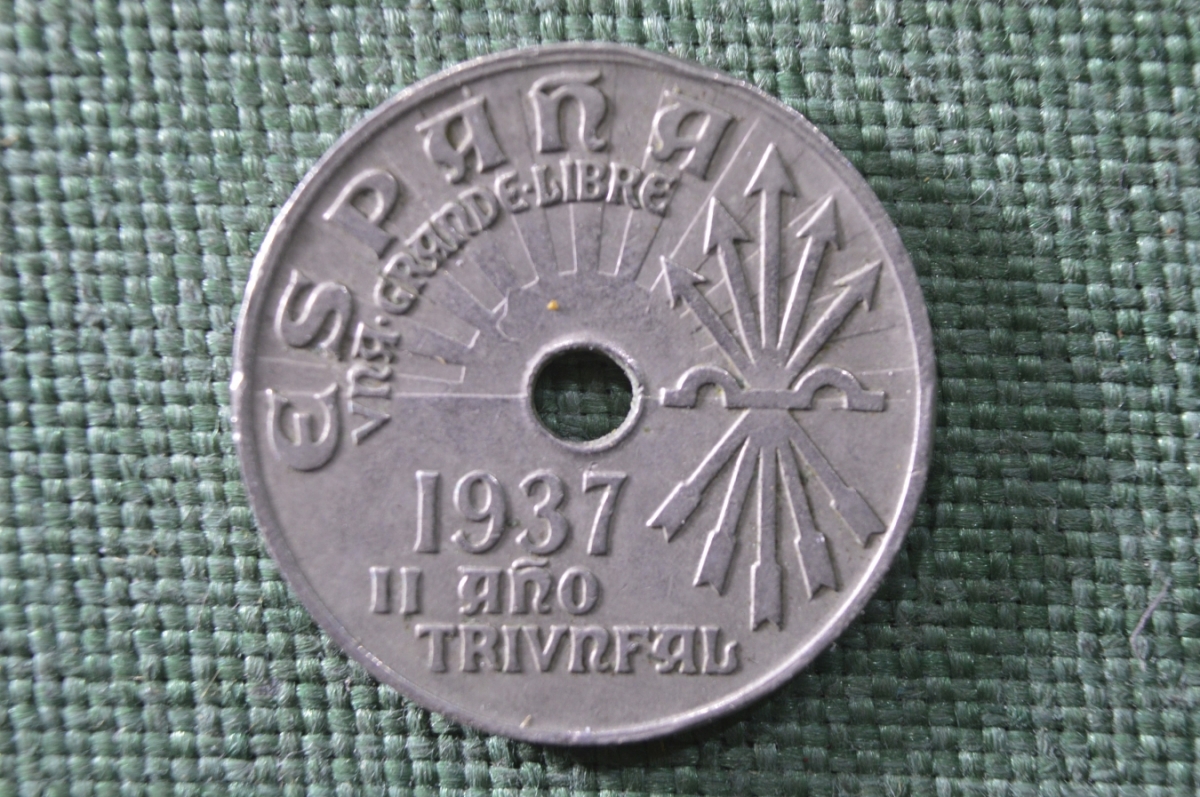 ESPAÑA
VNA·GRANDE·LIBRE
1937
II AÑO
TRIVNFAL